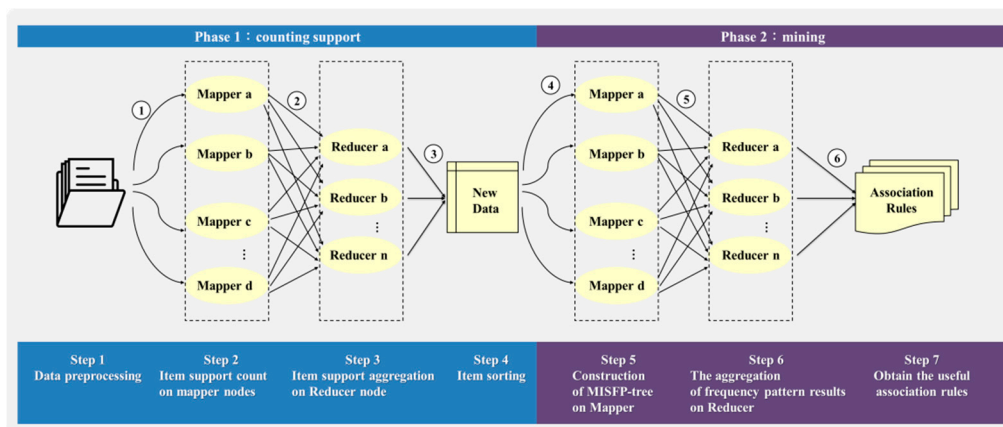 Phase 1：counting support
Phase 2：mining
1
Mapper a
Mapper b
Mapper c
⋮
Mapper d
2
Reducer a
Reducer b
⋮
Reducer n
3
New
Data
4
Mapper a
Mapper b
Mapper c
⋮
Mapper d
5
Reducer a
Reducer b
⋮
Reducer n
6
Association
Rules
Step 1
Data preprocessing
Step 2
Item support count
on mapper nodes
Step 3
Item support aggregation
on Reducer node
Step 4
Item sorting
Step 5
Construction
of MISFP-tree
on Mapper
Step 6
The aggregation
of frequency pattern results
on Reducer
Step 7
Obtain the useful
association rules